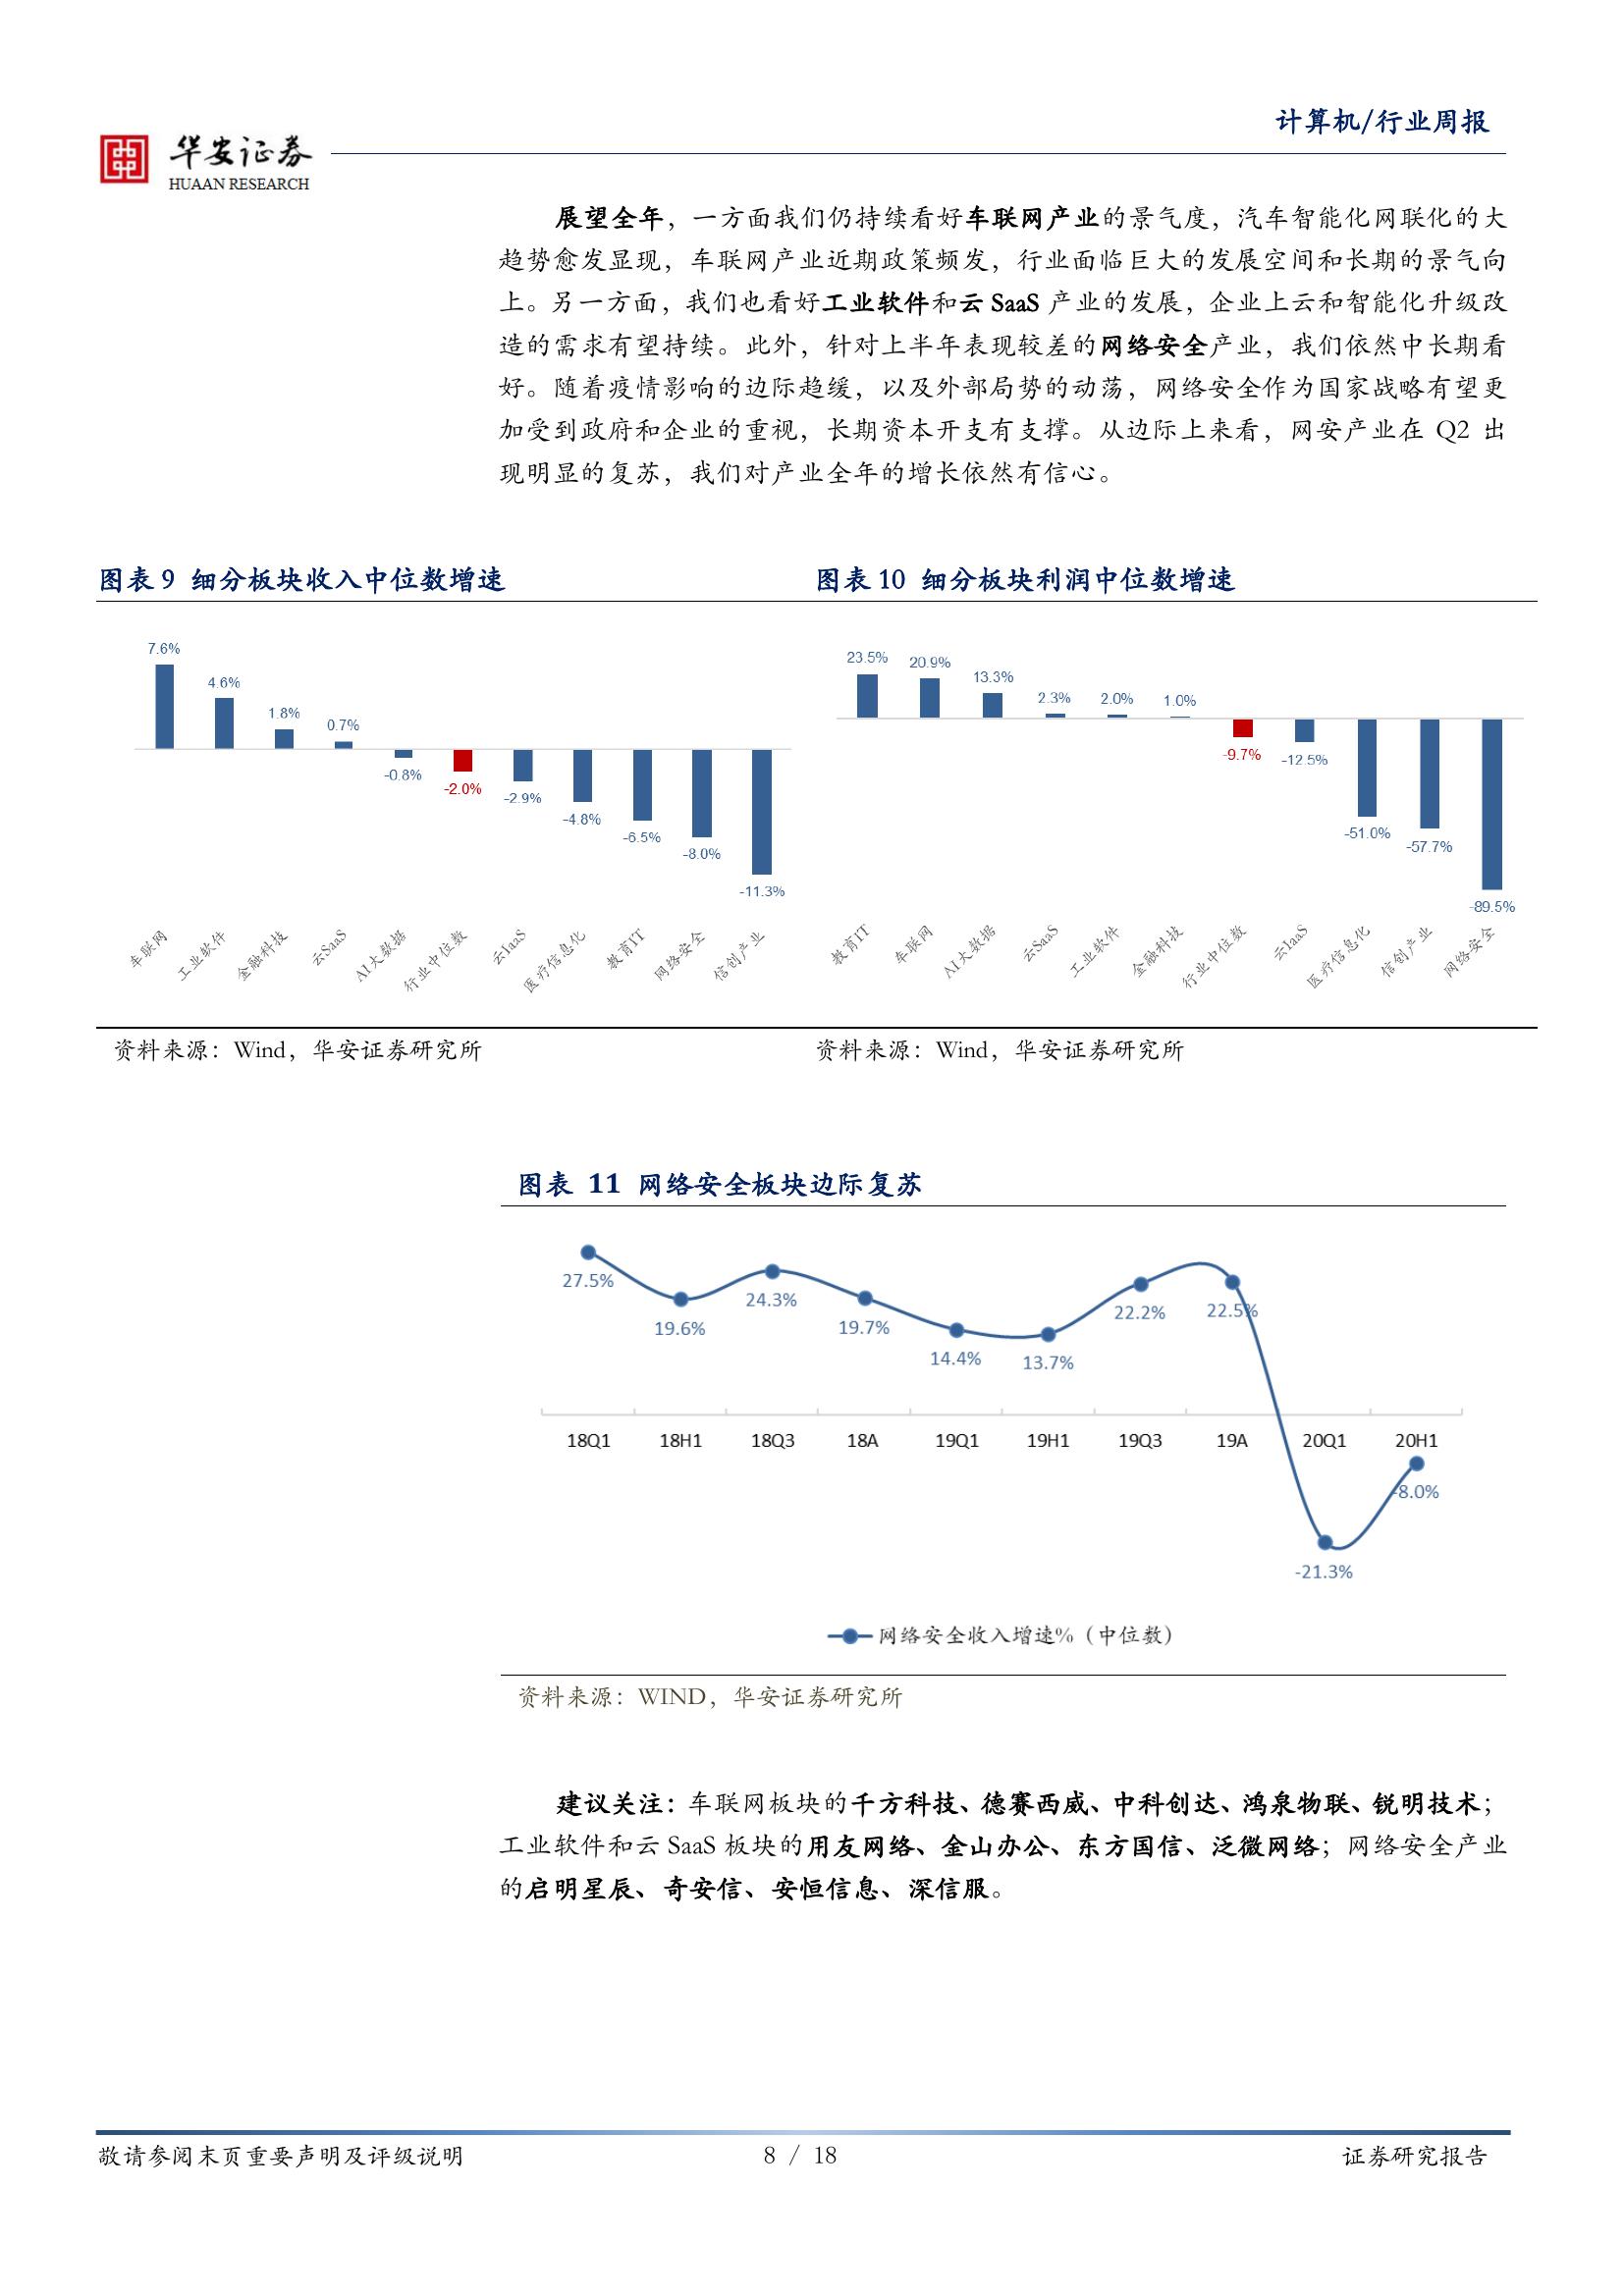 计算机/行业周报
华安证券
HUAAN RESEARCH
展望全年，一方面我们仍持续看好车联网产业的景气度，汽车智能化网联化的大
趋势愈发显现，车联网产业近期政策频发，行业面临巨大的发展空间和长期的景气向
上。另一方面，我们也看好工业软件和云 SaaS 产业的发展，企业上云和智能化升级改
造的需求有望持续。此外，针对上半年表现较差的网络安全产业，我们依然中长期看
好。随着疫情影响的边际趋缓，以及外部局势的动荡，网络安全作为国家战略有望更
加受到政府和企业的重视，长期资本开支有支撑。从边际上来看，网安产业在 Q2 出
现明显的复苏，我们对产业全年的增长依然有信心。
图表 9 细分板块收入中位数增速
7.6%
4.6%
1.8%
0.7%
-0.8%
-2.0%
-2.9%
-4.8%
-6.5%
-8.0%
-11.3%
车联网
工业软件
金融科技
云SaaS
AI大数据
行业中位数
云IaaS
医疗信息化
教育IT
网络安全
信创产业
资料来源：Wind，华安证券研究所
图表 10 细分板块利润中位数增速
23.5%
20.9%
13.3%
2.3%
2.0%
1.0%
-9.7%
-12.5%
-51.0%
-57.7%
-89.5%
教育IT
车联网
AI大数据
云SaaS
工业软件
金融科技
行业中位数
云IaaS
医疗信息化
信创产业
网络安全
资料来源：Wind，华安证券研究所
图表 11 网络安全板块边际复苏
27.5%
19.6%
24.3%
19.7%
14.4%
13.7%
22.2%
22.5%
-21.3%
-8.0%
18Q1 18H1 18Q3 18A 19Q1 19H1 19Q3 19A 20Q1 20H1
网络安全收入增速%（中位数）
资料来源：WIND，华安证券研究所
建议关注：车联网板块的千方科技、德赛西威、中科创达、鸿泉物联、锐明技术；
工业软件和云 SaaS 板块的用友网络、金山办公、东方国信、泛微网络；网络安全产业
的启明星辰、奇安信、安恒信息、深信服。
敬请参阅末页重要声明及评级说明
8 / 18
证券研究报告